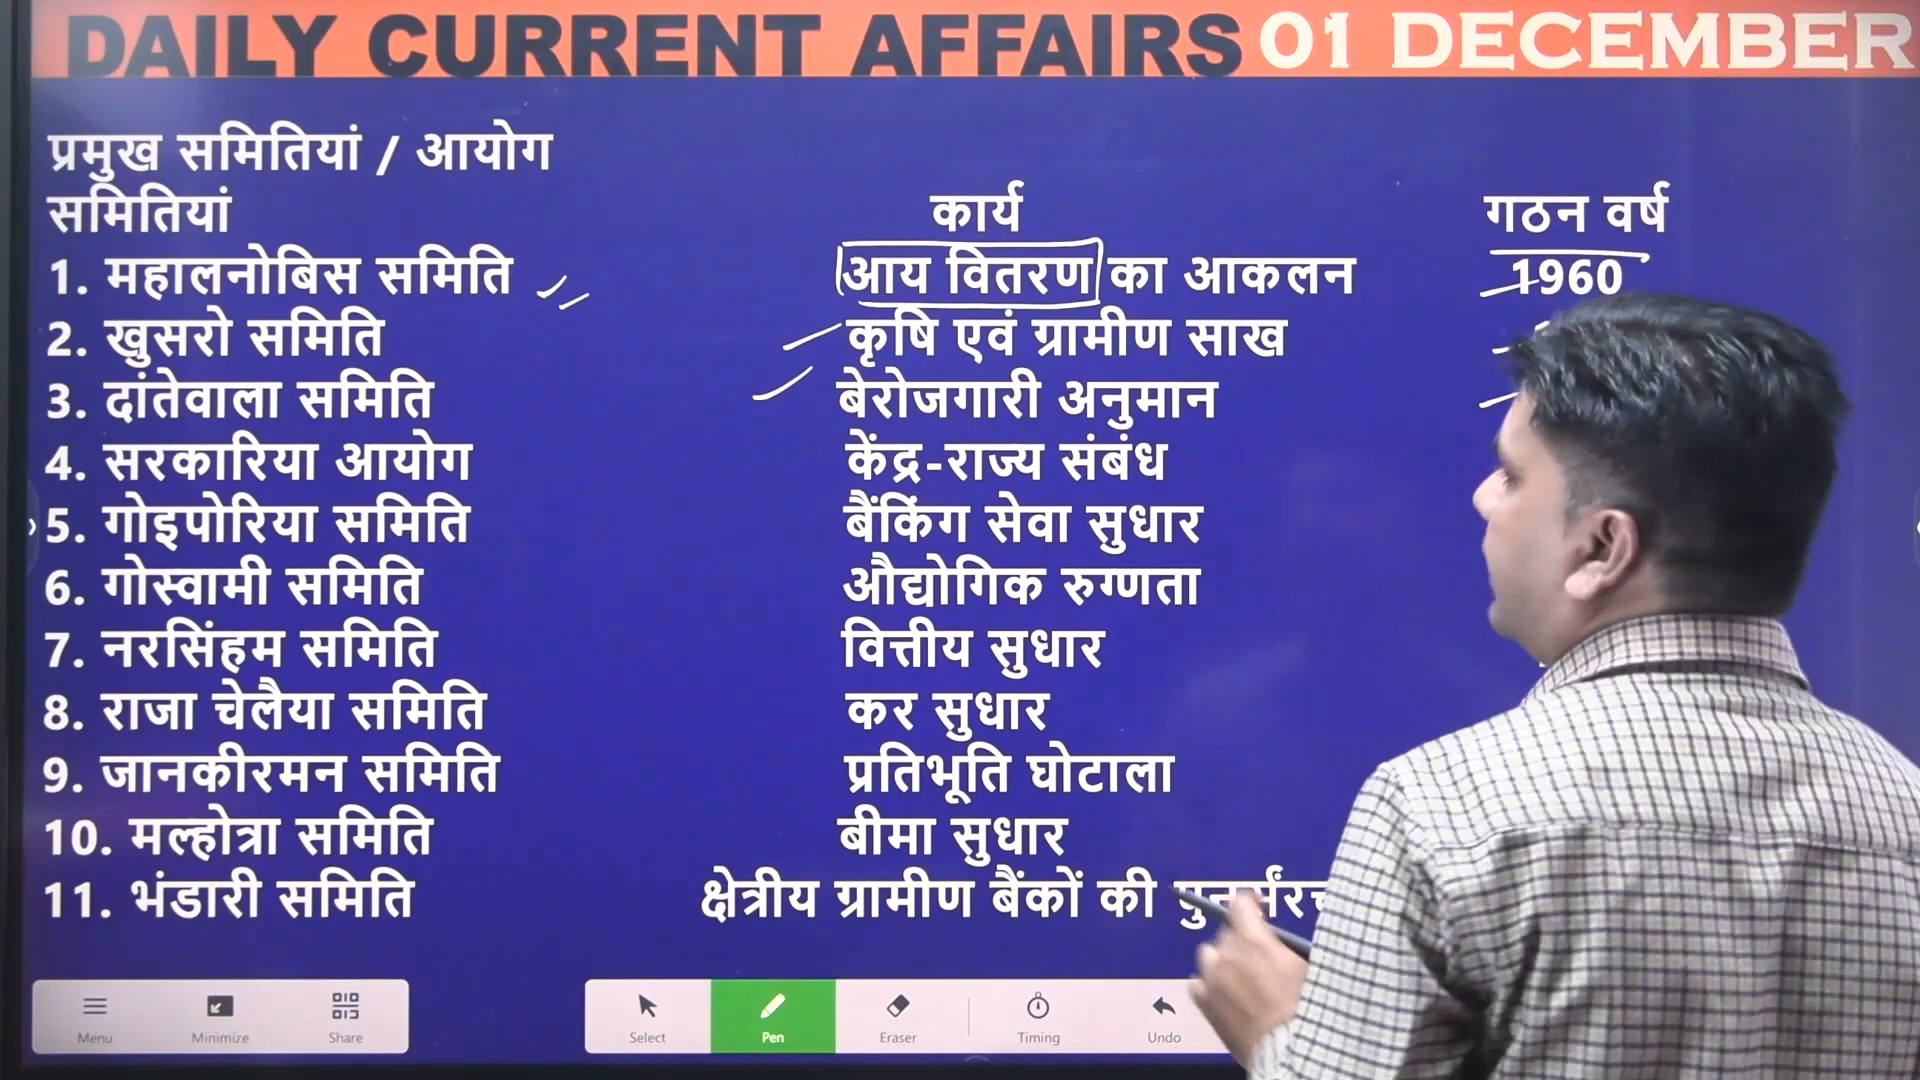 DAILY CURRENT AFFAIRS 01 DECEMBER
प्रमुख समितियां / आयोग
समितियां कार्य गठन वर्ष
1. महालनोबिस समिति आय वितरण का आकलन 1960
2. खुसरो समिति कृषि एवं ग्रामीण साख
3. दांतेवाला समिति बेरोजगारी अनुमान
4. सरकारिया आयोग केंद्र-राज्य संबंध
5. गोइपोरिया समिति बैंकिंग सेवा सुधार
6. गोस्वामी समिति औद्योगिक रुग्णता
7. नरसिंहम समिति वित्तीय सुधार
8. राजा चेलैया समिति कर सुधार
9. जानकीरमन समिति प्रतिभूति घोटाला
10. मल्होत्रा समिति बीमा सुधार
11. भंडारी समिति क्षेत्रीय ग्रामीण बैंकों की
Menu Minimize Share Select Pen Eraser Timing Undo